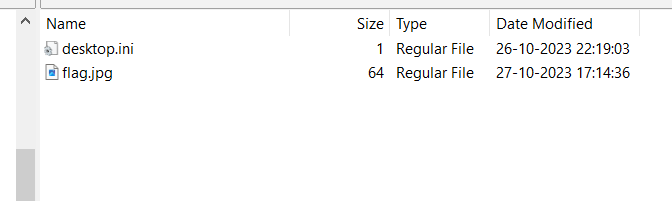 Name Size Type Date Modified
desktop.ini 1 Regular File 26-10-2023 22:19:03
flag.jpg 64 Regular File 27-10-2023 17:14:36